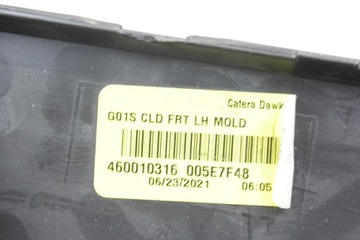 Catera Dawk
G01S CLD FRT LH MOLD
460010316 005E7F48
06/23/2021 06:05